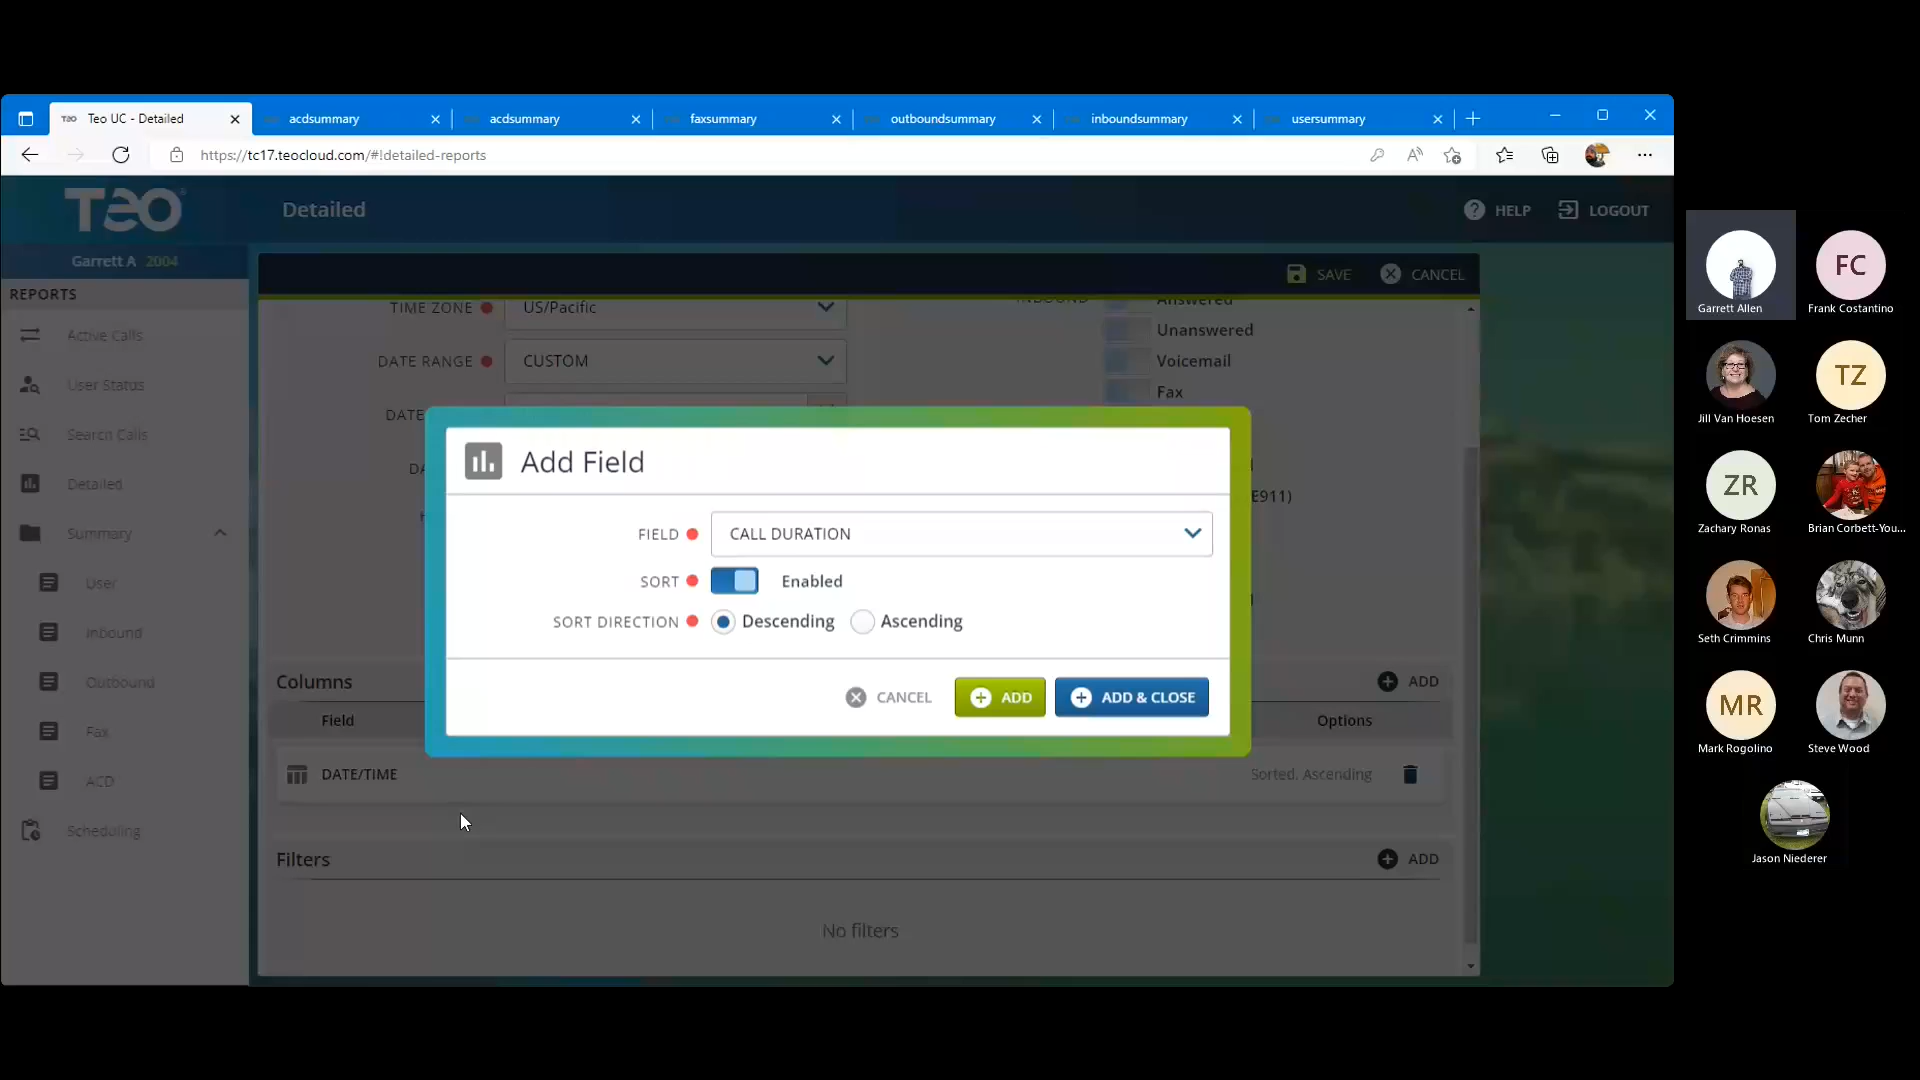 Teo UC - Detailed
acdsummary
acdsummary
faxsummary
outboundsummary
inboundsummary
usersummary
https://tc17.teocloud.com/#!detailed-reports
Teo
Detailed
HELP
LOGOUT
Garrett A 2004
REPORTS
Active Calls
User Status
Search Calls
Detailed
Summary
User
Inbound
Outbound
Fax
ACD
Scheduling
SAVE
CANCEL
TIME ZONE
US/Pacific
DATE RANGE
CUSTOM
DATE
DA
INBOUND
Answered
Unanswered
Voicemail
Fax
E911)
Add Field
FIELD
CALL DURATION
SORT
Enabled
SORT DIRECTION
Descending
Ascending
CANCEL
ADD
ADD & CLOSE
Columns
ADD
Field
Options
DATE/TIME
Sorted, Ascending
Filters
ADD
No filters
Garrett Allen
FC
Frank Costantino
Jill Van Hoesen
TZ
Tom Zecher
ZR
Zachary Ronas
Brian Corbett-You...
Seth Crimmins
Chris Munn
MR
Mark Rogolino
Steve Wood
Jason Niederer